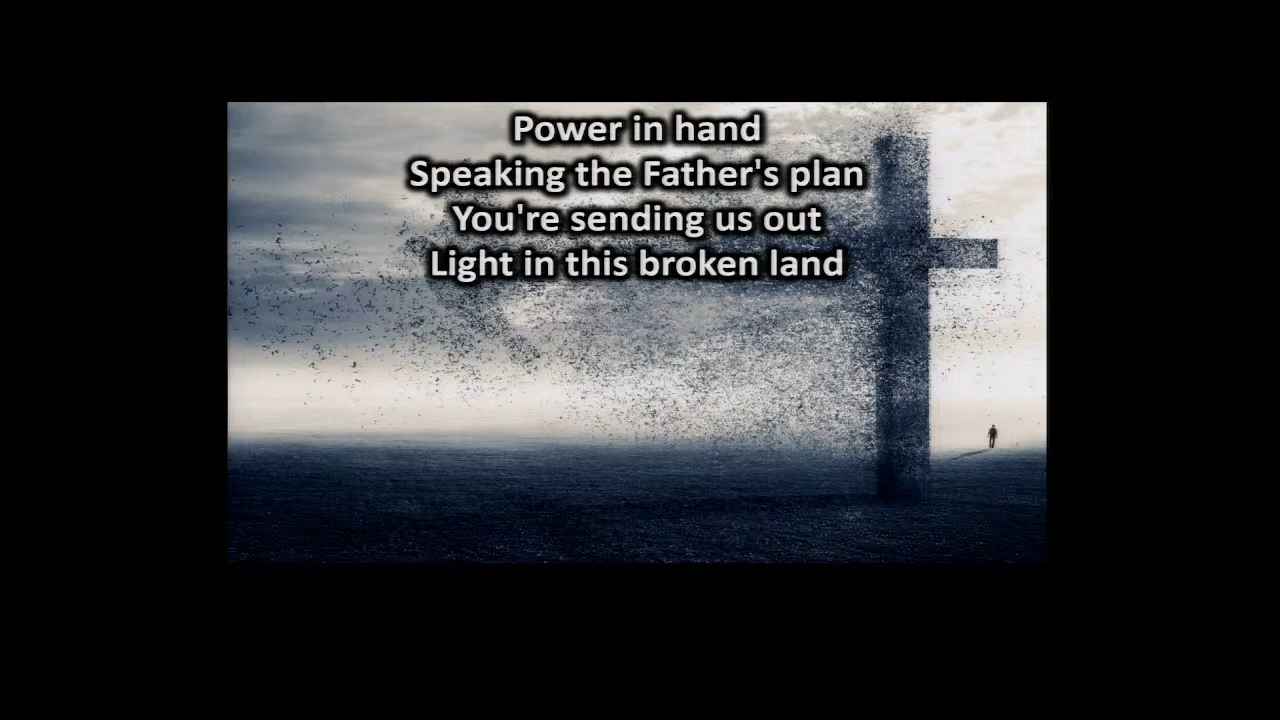 Power in hand
Speaking the Father's plan
You're sending us out
Light in this broken land